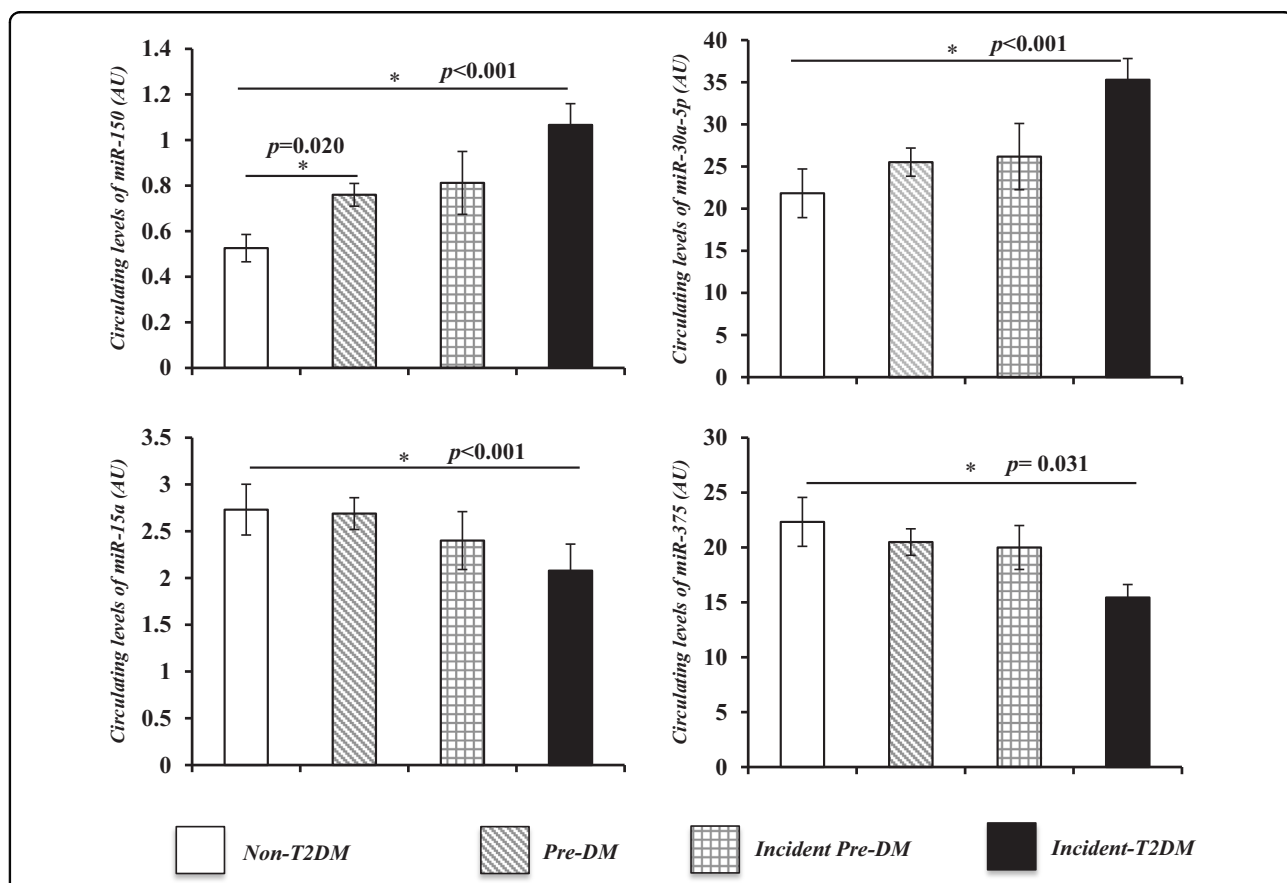 Circulating levels of miR-150 (AU)
1.4
1.2
1
0.8
0.6
0.4
0.2
0
* p<0.001
p=0.020
*
Circulating levels of miR-30a-5p (AU)
40
35
30
25
20
15
10
5
0
* p<0.001
Circulating levels of miR-15a (AU)
3.5
3
2.5
2
1.5
1
0.5
0
* p<0.001
Circulating levels of miR-375 (AU)
30
25
20
15
10
5
0
* p= 0.031
Non-T2DM
Pre-DM
Incident Pre-DM
Incident-T2DM